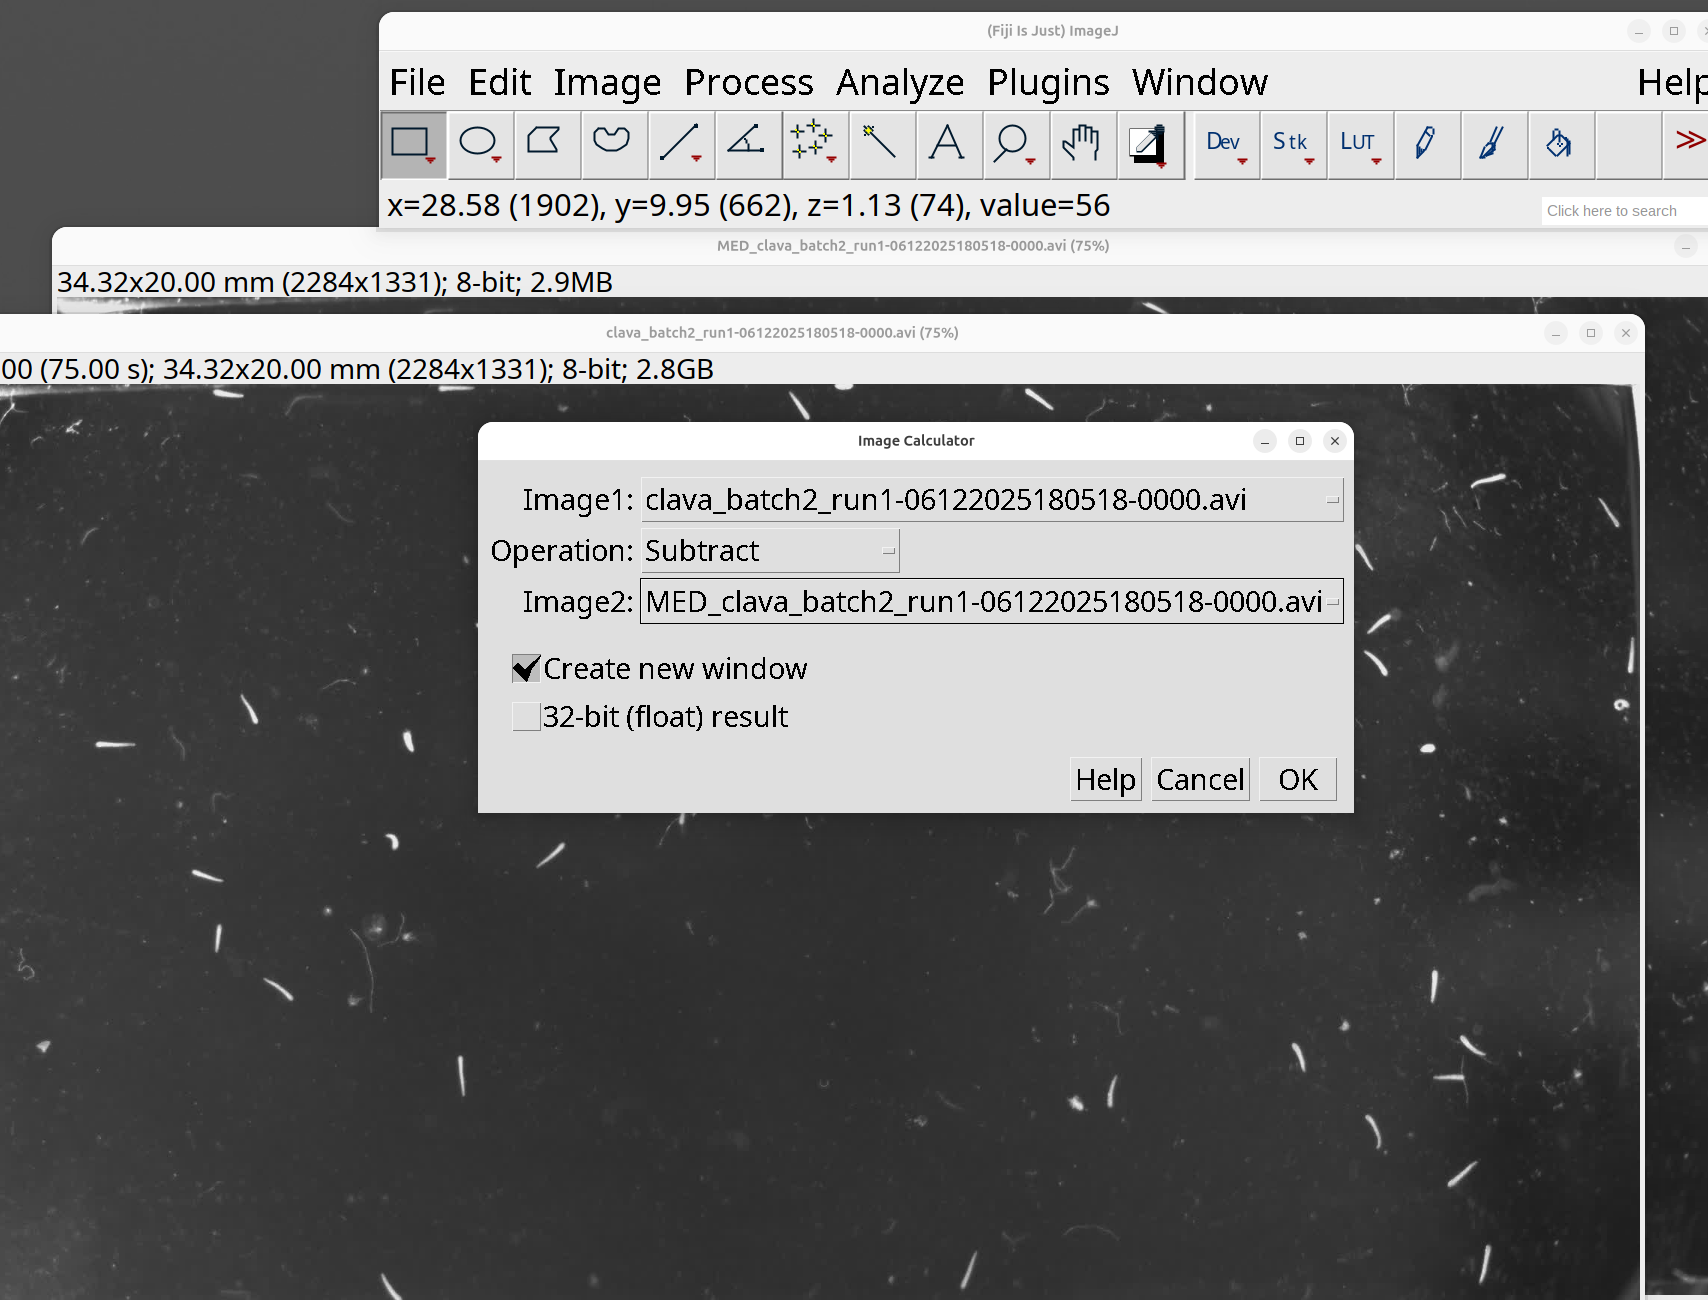 (Fiji Is Just) ImageJ
File Edit Image Process Analyze Plugins Window Help
Dev Stk LUT
x=28.58 (1902), y=9.95 (662), z=1.13 (74), value=56
Click here to search
MED_clava_batch2_run1-06122025180518-0000.avi (75%)
34.32x20.00 mm (2284x1331); 8-bit; 2.9MB
clava_batch2_run1-06122025180518-0000.avi (75%)
00 (75.00 s); 34.32x20.00 mm (2284x1331); 8-bit; 2.8GB
Image Calculator
Image1: clava_batch2_run1-06122025180518-0000.avi
Operation: Subtract
Image2: MED_clava_batch2_run1-06122025180518-0000.avi
Create new window
32-bit (float) result
Help Cancel OK